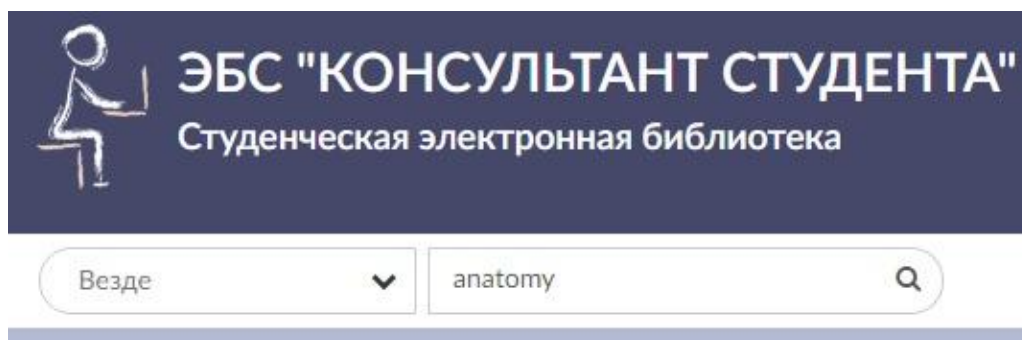 ЭБС "КОНСУЛЬТАНТ СТУДЕНТА"
Студенческая электронная библиотека
Везде
anatomy